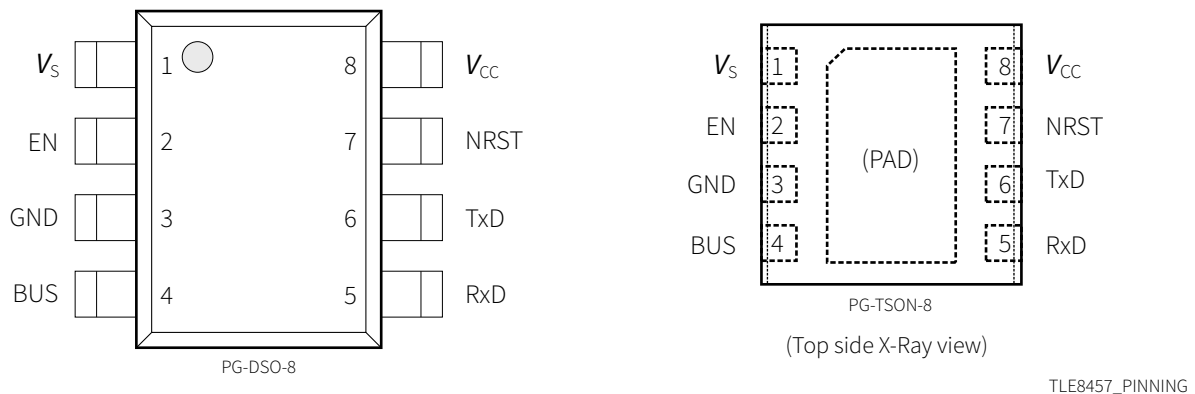 VS 1 8 VCC
EN 2 7 NRST
GND 3 6 TxD
BUS 4 5 RxD
PG-DSO-8
VS 1 8 VCC
EN 2 7 NRST
(PAD)
GND 3 6 TxD
BUS 4 5 RxD
PG-TSON-8
(Top side X-Ray view)
TLE8457_PINNING